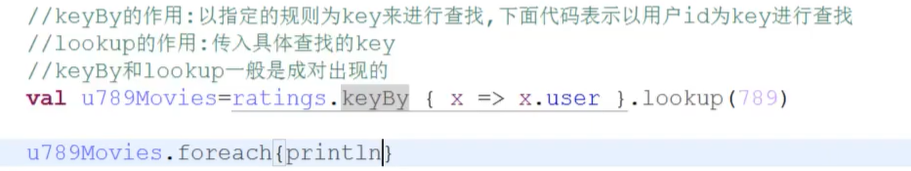 //keyBy的作用:以指定的规则为key来进行查找,下面代码表示以用户id为key进行查找
//lookup的作用:传入具体查找的key
//keyBy和lookup一般是成对出现的
val u789Movies=ratings.keyBy { x => x.user }.lookup(789)
u789Movies.foreach{println}